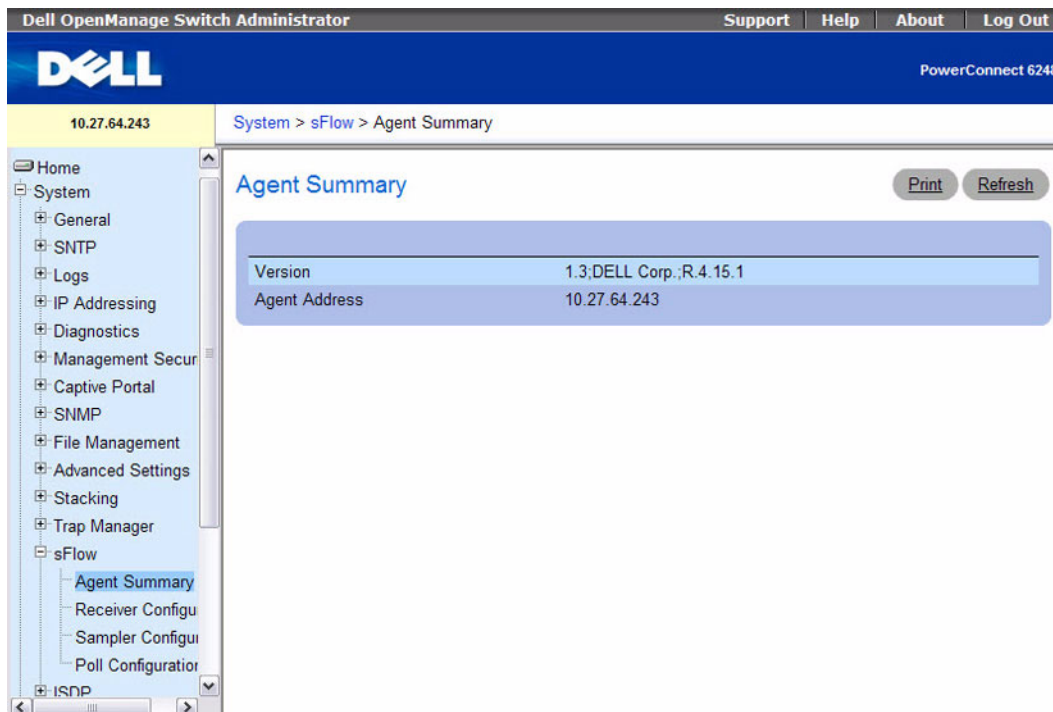 Dell OpenManage Switch Administrator
Support
Help
About
Log Out
DELL
PowerConnect 6248
10.27.64.243
System > sFlow > Agent Summary
Home
System
General
SNTP
Logs
IP Addressing
Diagnostics
Management Secur
Captive Portal
SNMP
File Management
Advanced Settings
Stacking
Trap Manager
sFlow
Agent Summary
Receiver Configu
Sampler Configu
Poll Configuration
ISDP
Agent Summary
Print
Refresh
Version 1.3;DELL Corp.;R.4.15.1
Agent Address 10.27.64.243